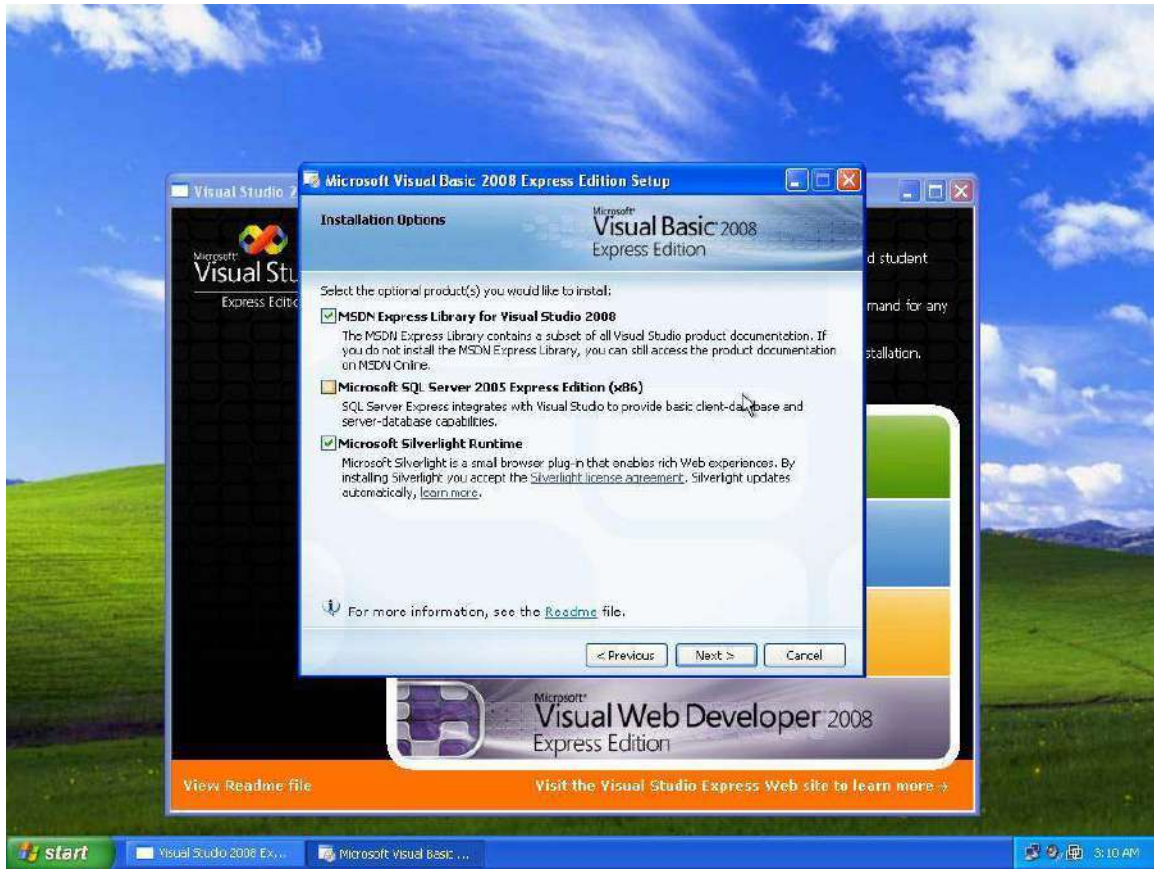 Visual Studio 2
Microsoft Visual Basic 2008 Express Edition Setup
Installation Options
Microsoft
Visual Basic 2008
Express Edition
Microsoft
Visual Stu
Express Editio
d student
mand for any
stallation.
Select the optional product(s) you would like to install:
MSDN Express Library for Visual Studio 2008
The MSDN Express Library contains a subset of all Visual Studio product documentation. If
you do not install the MSDN Express Library, you can still access the product documentation
on MSDN Online.
Microsoft SQL Server 2005 Express Edition (x86)
SQL Server Express integrates with Visual Studio to provide basic client-database and
server-database capabilities.
Microsoft Silverlight Runtime
Microsoft Silverlight is a small browser plug-in that enables rich Web experiences. By
installing Silverlight you accept the Silverlight license agreement. Silverlight updates
automatically, learn more.
For more information, see the Readme file.
< Previous Next > Cancel
Microsoft
Visual Web Developer 2008
Express Edition
View Readme file Visit the Visual Studio Express Web site to learn more →
start Visual Studio 2008 Ex... Microsoft Visual Basic ... 3:10 AM